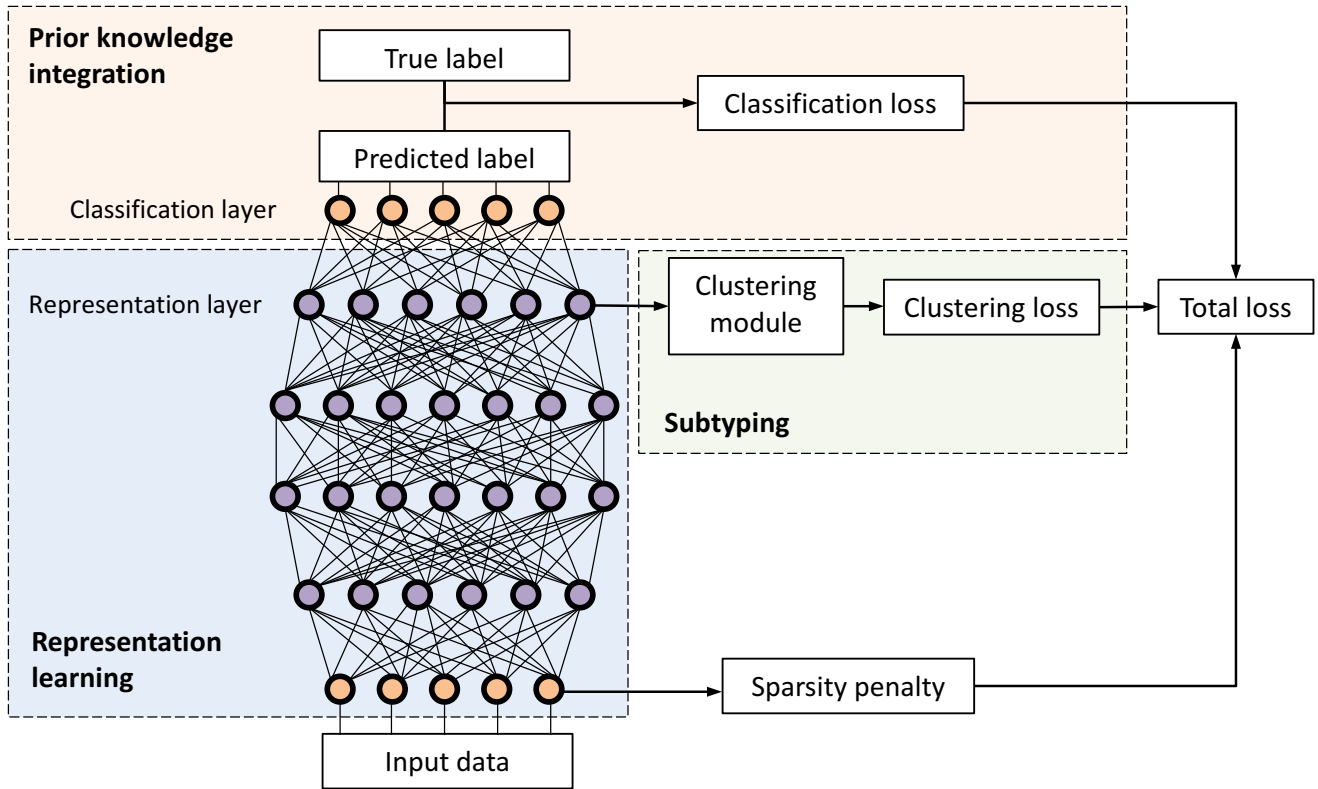 Prior knowledge
integration
True label
Classification loss
Predicted label
Classification layer
Representation layer
Clustering
module
Clustering loss
Total loss
Subtyping
Representation
learning
Sparsity penalty
Input data